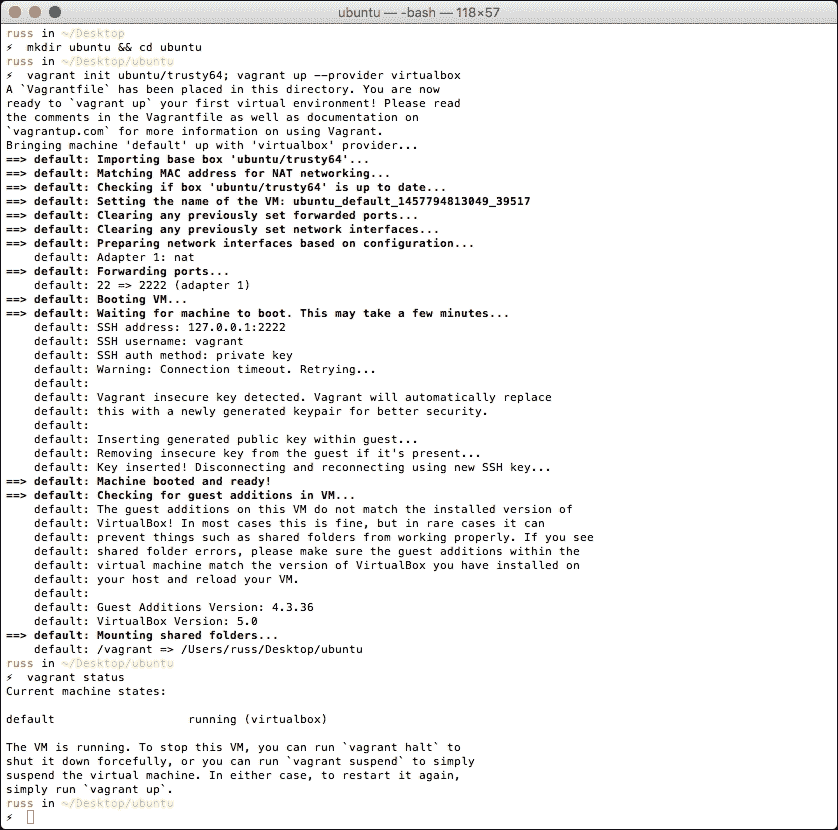 ubuntu — -bash — 118×57
russ in ~/Desktop
⚡ mkdir ubuntu && cd ubuntu
russ in ~/Desktop/ubuntu
⚡ vagrant init ubuntu/trusty64; vagrant up --provider virtualbox
A `Vagrantfile` has been placed in this directory. You are now
ready to `vagrant up` your first virtual environment! Please read
the comments in the Vagrantfile as well as documentation on
`vagrantup.com` for more information on using Vagrant.
Bringing machine 'default' up with 'virtualbox' provider...
==> default: Importing base box 'ubuntu/trusty64'...
==> default: Matching MAC address for NAT networking...
==> default: Checking if box 'ubuntu/trusty64' is up to date...
==> default: Setting the name of the VM: ubuntu_default_1457794813049_39517
==> default: Clearing any previously set forwarded ports...
==> default: Clearing any previously set network interfaces...
==> default: Preparing network interfaces based on configuration...
    default: Adapter 1: nat
==> default: Forwarding ports...
    default: 22 => 2222 (adapter 1)
==> default: Booting VM...
==> default: Waiting for machine to boot. This may take a few minutes...
    default: SSH address: 127.0.0.1:2222
    default: SSH username: vagrant
    default: SSH auth method: private key
    default: Warning: Connection timeout. Retrying...
    default:
    default: Vagrant insecure key detected. Vagrant will automatically replace
    default: this with a newly generated keypair for better security.
    default:
    default: Inserting generated public key within guest...
    default: Removing insecure key from the guest if it's present...
    default: Key inserted! Disconnecting and reconnecting using new SSH key...
==> default: Machine booted and ready!
==> default: Checking for guest additions in VM...
    default: The guest additions on this VM do not match the installed version of
    default: VirtualBox! In most cases this is fine, but in rare cases it can
    default: prevent things such as shared folders from working properly. If you see
    default: shared folder errors, please make sure the guest additions within the
    default: virtual machine match the version of VirtualBox you have installed on
    default: your host and reload your VM.
    default:
    default: Guest Additions Version: 4.3.36
    default: VirtualBox Version: 5.0
==> default: Mounting shared folders...
    default: /vagrant => /Users/russ/Desktop/ubuntu
russ in ~/Desktop/ubuntu
⚡ vagrant status
Current machine states:
default                   running (virtualbox)
The VM is running. To stop this VM, you can run `vagrant halt` to
shut it down forcefully, or you can run `vagrant suspend` to simply
suspend the virtual machine. In either case, to restart it again,
simply run `vagrant up`.
russ in ~/Desktop/ubuntu
⚡